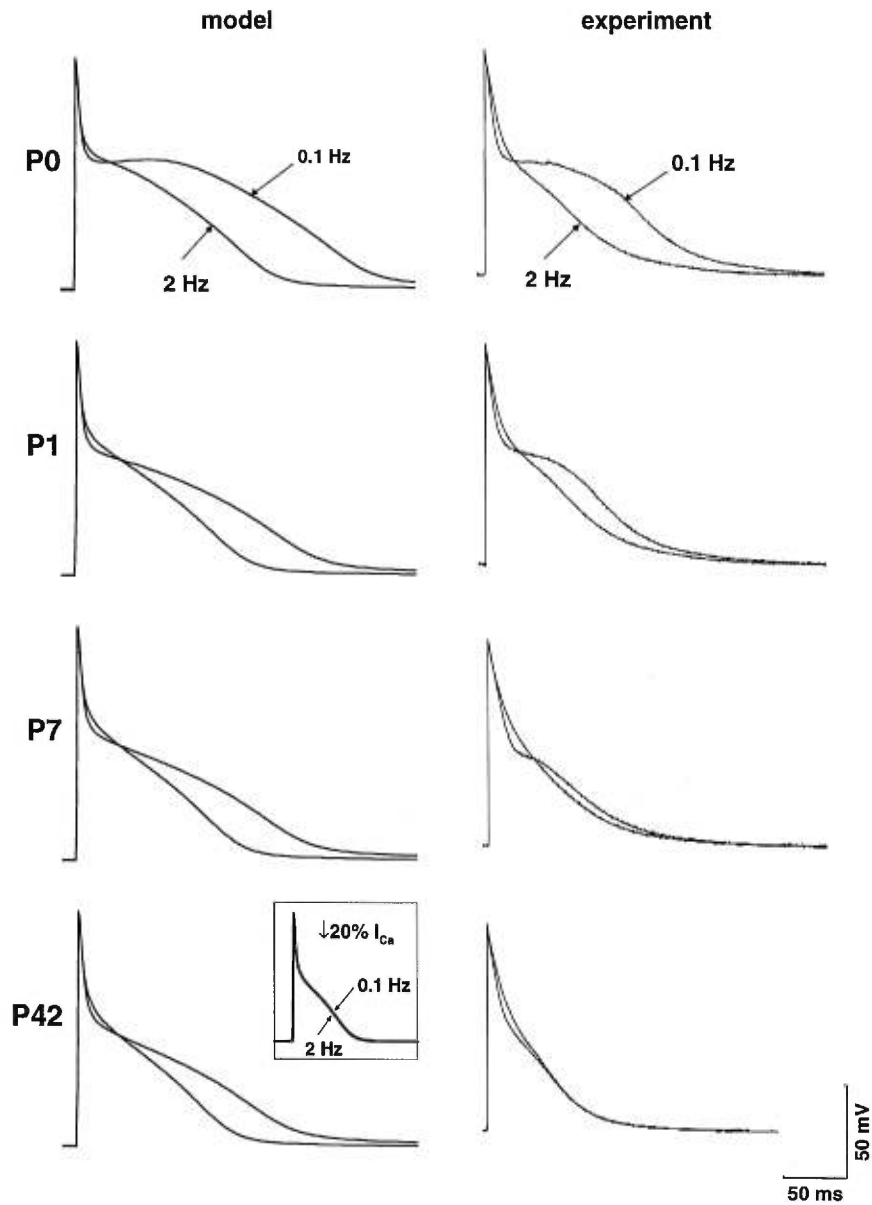 model
experiment
P0
0.1 Hz
2 Hz
0.1 Hz
2 Hz
P1
P7
P42
↓20% I_Ca
0.1 Hz
2 Hz
50 mV
50 ms